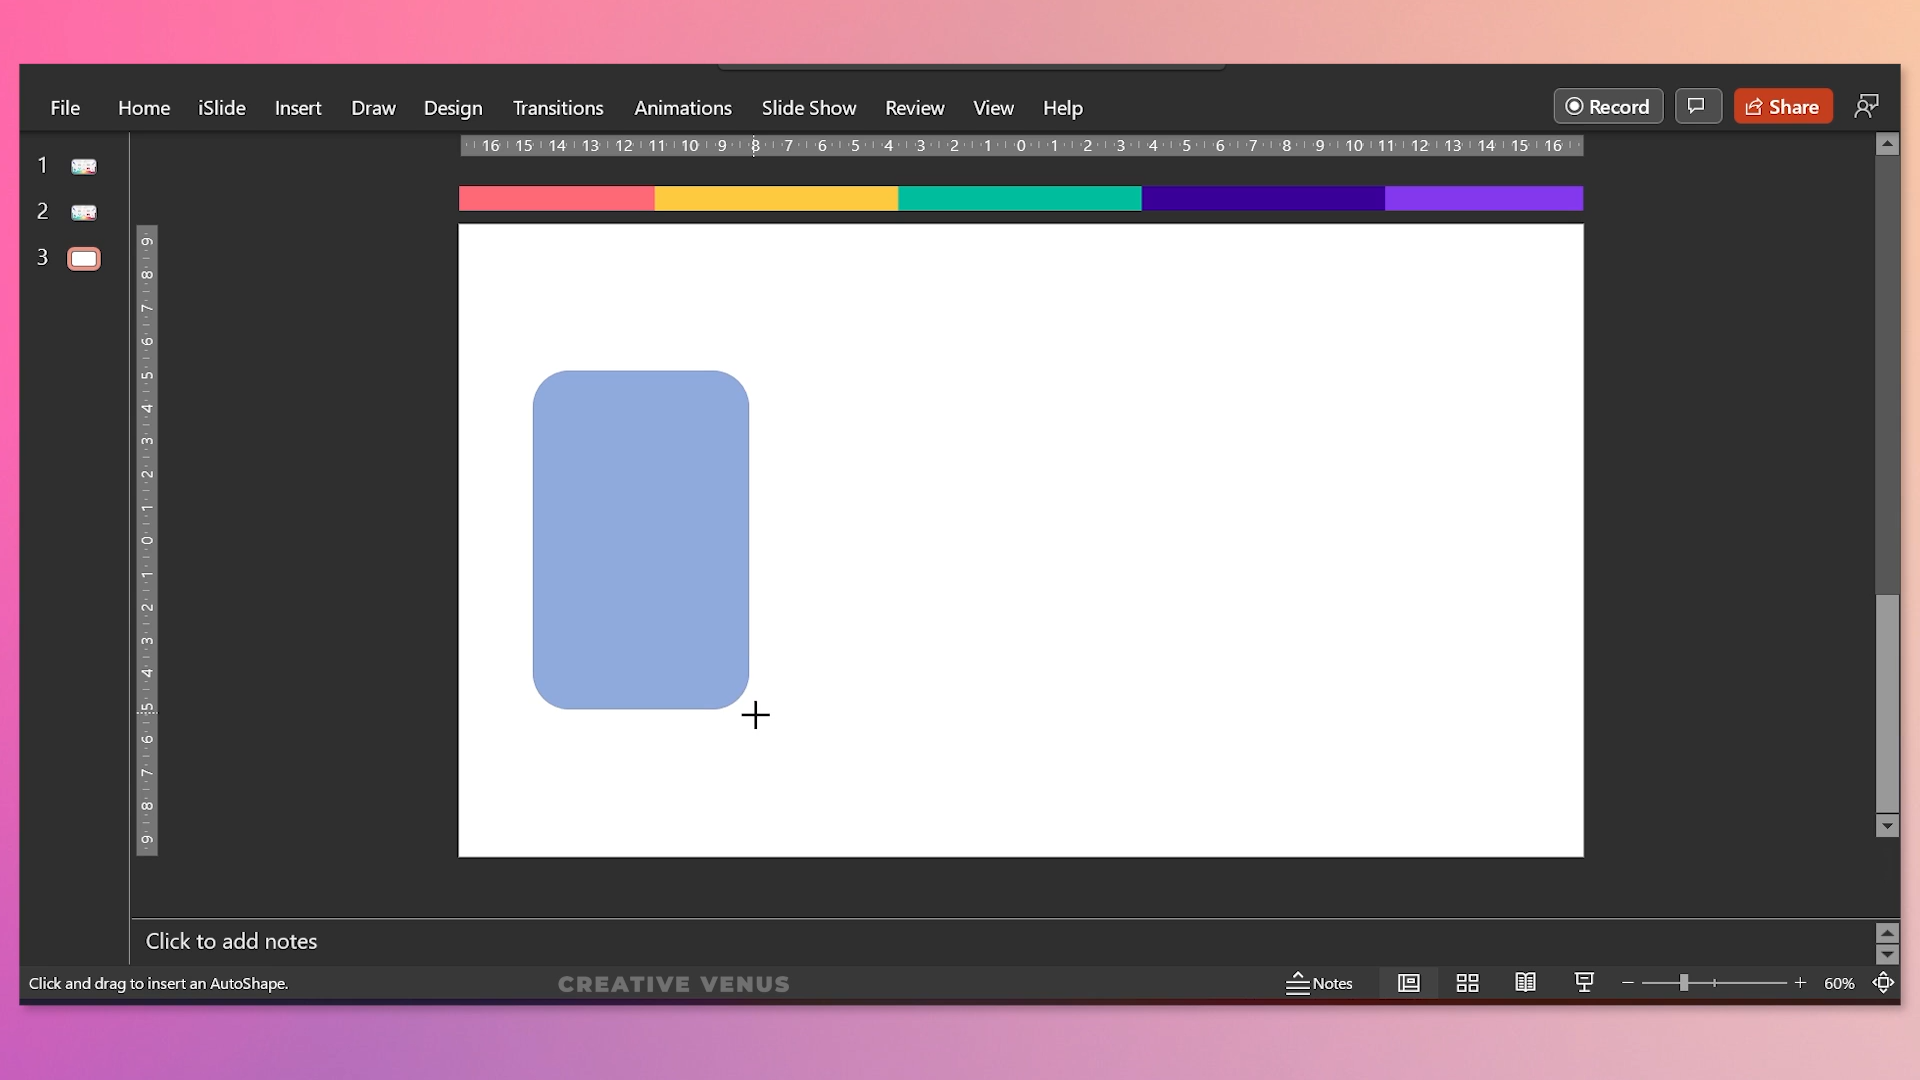 File Home iSlide Insert Draw Design Transitions Animations Slide Show Review View Help Record Share
16 15 14 13 12 11 10 9 8 7 6 5 4 3 2 1 0 1 2 3 4 5 6 7 8 9 10 11 12 13 14 15 16
1
2
3
9 8 7 6 5 4 3 2 1 0 1 2 3 4 5 6 7 8 9
Click to add notes
Click and drag to insert an AutoShape. CREATIVE VENUS Notes 60%